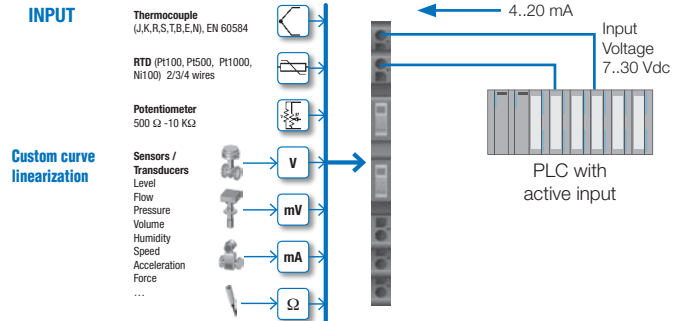 INPUT
Thermocouple
(J,K,R,S,T,B,E,N), EN 60584
RTD (Pt100, Pt500, Pt1000,
Ni100) 2/3/4 wires
Potentiometer
500 Ω -10 KΩ
Custom curve
linearization
Sensors /
Transducers
Level
Flow
Pressure
Volume
Humidity
Speed
Acceleration
Force
...
V
mV
mA
Ω
4..20 mA
Input
Voltage
7..30 Vdc
PLC with
active input